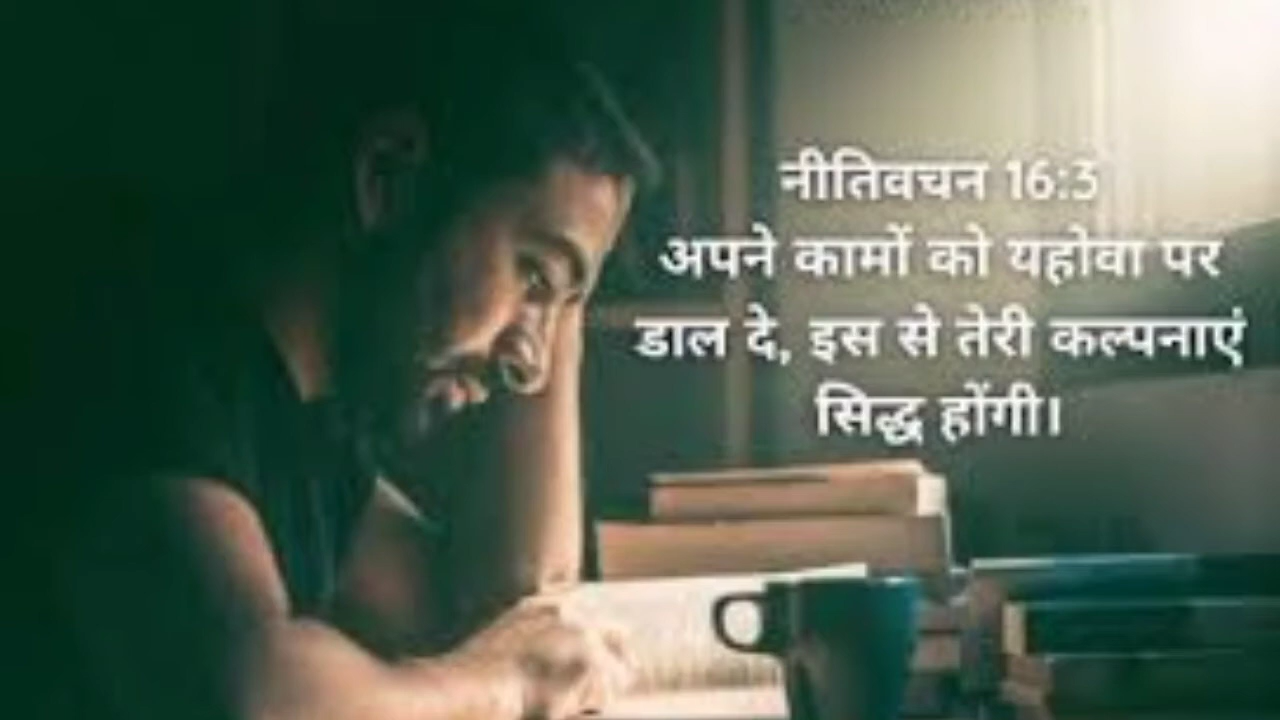 नीतिवचन 16:3
अपने कामों को यहोवा पर
डाल दे, इस से तेरी कल्पनाएं
सिद्ध होंगी।